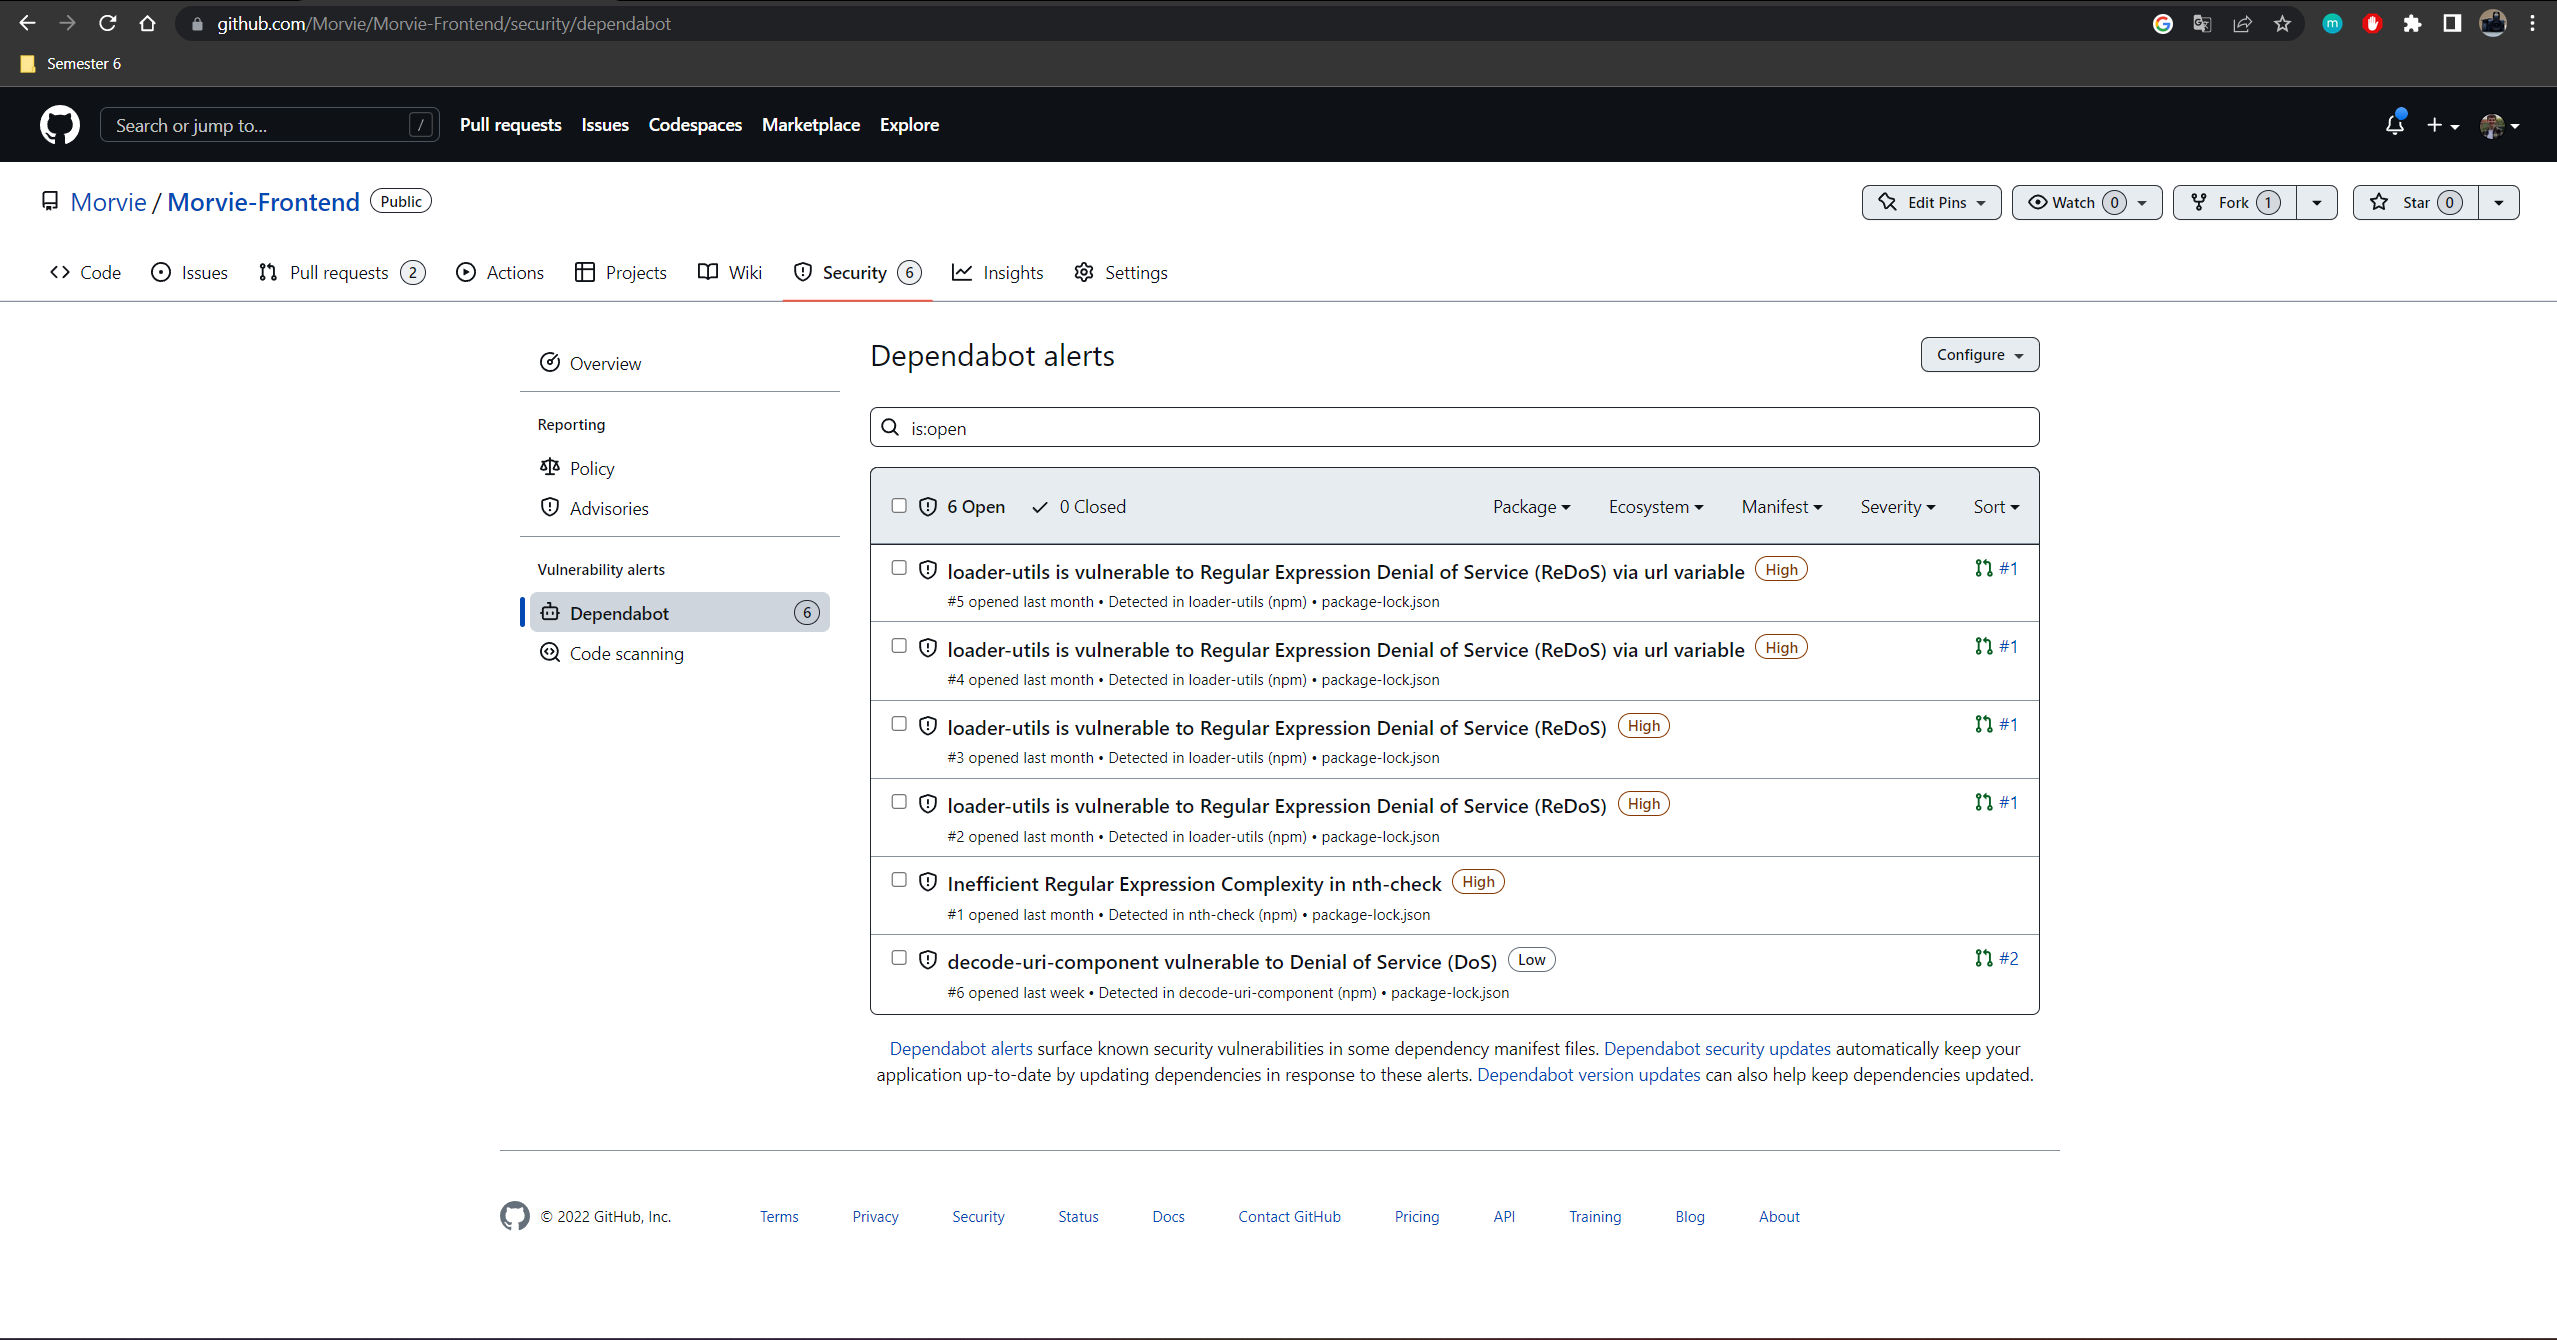 github.com/Morvie/Morvie-Frontend/security/dependabot
m
Semester 6
Search or jump to... /
Pull requests Issues Codespaces Marketplace Explore
Morvie / Morvie-Frontend Public
Edit Pins Watch 0 Fork 1 Star 0
Code Issues Pull requests 2 Actions Projects Wiki Security 6 Insights Settings
Overview
Reporting
Policy
Advisories
Vulnerability alerts
Dependabot 6
Code scanning
Dependabot alerts
Configure
is:open
6 Open 0 Closed Package Ecosystem Manifest Severity Sort
loader-utils is vulnerable to Regular Expression Denial of Service (ReDoS) via url variable High #1
#5 opened last month • Detected in loader-utils (npm) • package-lock.json
loader-utils is vulnerable to Regular Expression Denial of Service (ReDoS) via url variable High #1
#4 opened last month • Detected in loader-utils (npm) • package-lock.json
loader-utils is vulnerable to Regular Expression Denial of Service (ReDoS) High #1
#3 opened last month • Detected in loader-utils (npm) • package-lock.json
loader-utils is vulnerable to Regular Expression Denial of Service (ReDoS) High #1
#2 opened last month • Detected in loader-utils (npm) • package-lock.json
Inefficient Regular Expression Complexity in nth-check High
#1 opened last month • Detected in nth-check (npm) • package-lock.json
decode-uri-component vulnerable to Denial of Service (DoS) Low #2
#6 opened last week • Detected in decode-uri-component (npm) • package-lock.json
Dependabot alerts surface known security vulnerabilities in some dependency manifest files. Dependabot security updates automatically keep your
application up-to-date by updating dependencies in response to these alerts. Dependabot version updates can also help keep dependencies updated.
© 2022 GitHub, Inc. Terms Privacy Security Status Docs Contact GitHub Pricing API Training Blog About